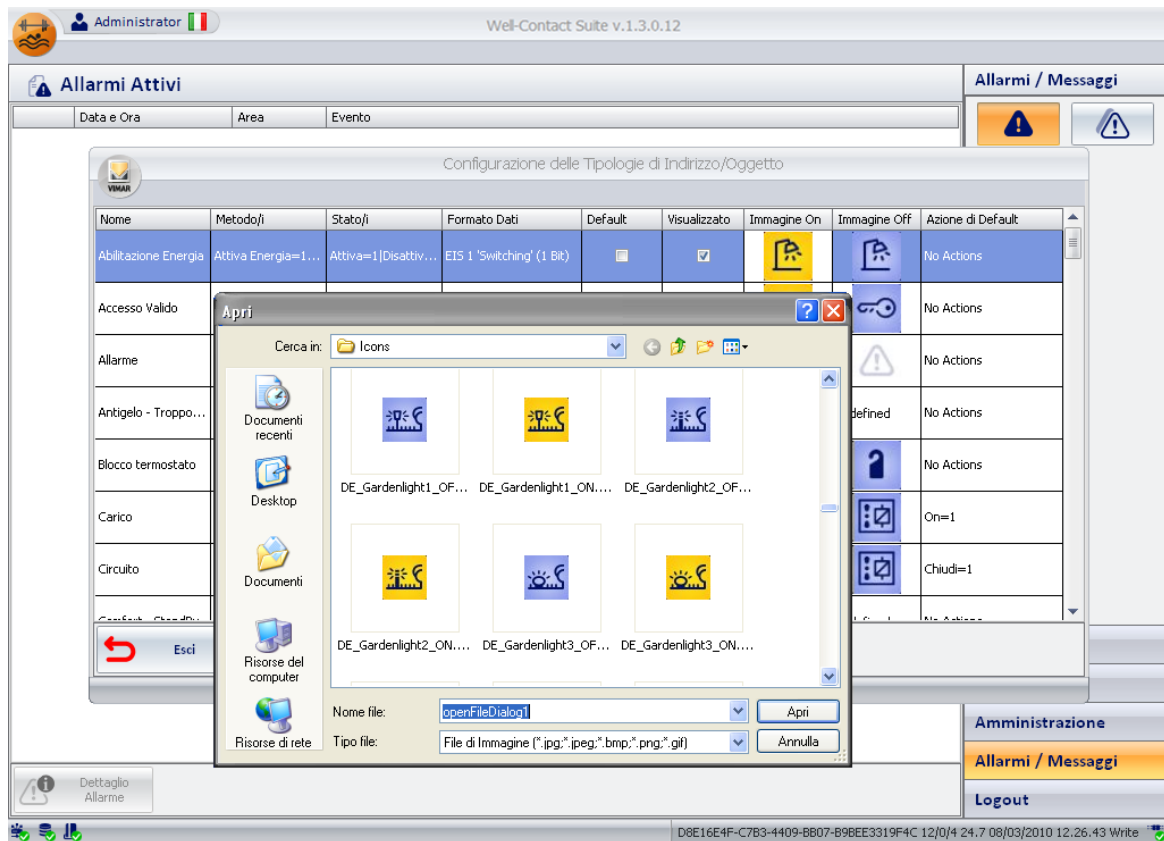 Administrator
Well-Contact Suite v.1.3.0.12
Allarmi Attivi
Allarmi / Messaggi
Data e Ora Area Evento
Configurazione delle Tipologie di Indirizzo/Oggetto
VIMAR
Nome Metodo/i Stato/i Formato Dati Default Visualizzato Immagine On Immagine Off Azione di Default
Abilitazione Energia Attiva Energia=1... Attiva=1|Disattiv... EIS 1 'Switching' (1 Bit) No Actions
Accesso Valido No Actions
Allarme No Actions
Antigelo - Troppo... defined No Actions
Blocco termostato No Actions
Carico On=1
Circuito Chiudi=1
Esci
Apri
Cerca in: Icons
Documenti recenti
Desktop
Documenti
Risorse del computer
Risorse di rete
DE_Gardenlight1_OF... DE_Gardenlight1_ON.... DE_Gardenlight2_OF...
DE_Gardenlight2_ON.... DE_Gardenlight3_OF... DE_Gardenlight3_ON....
Nome file: openFileDialog1 Apri
Tipo file: File di Immagine (*.jpg;*.jpeg;*.bmp;*.png;*.gif) Annulla
Amministrazione
Allarmi / Messaggi
Logout
Dettaglio
Allarme
D8E16E4F-C7B3-4409-BB07-B9BEE3319F4C 12/0/4 24.7 08/03/2010 12.26.43 Write